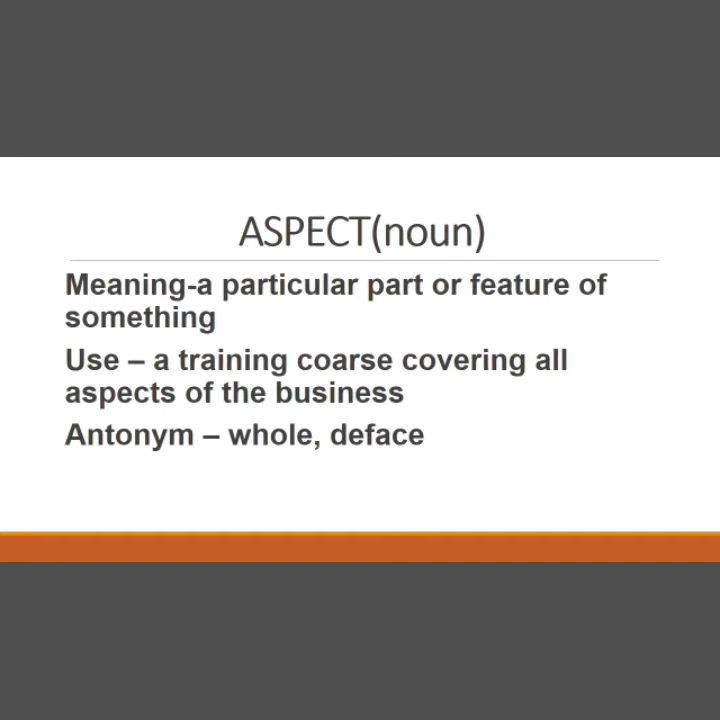 ASPECT(noun)
Meaning-a particular part or feature of
something
Use – a training coarse covering all
aspects of the business
Antonym – whole, deface